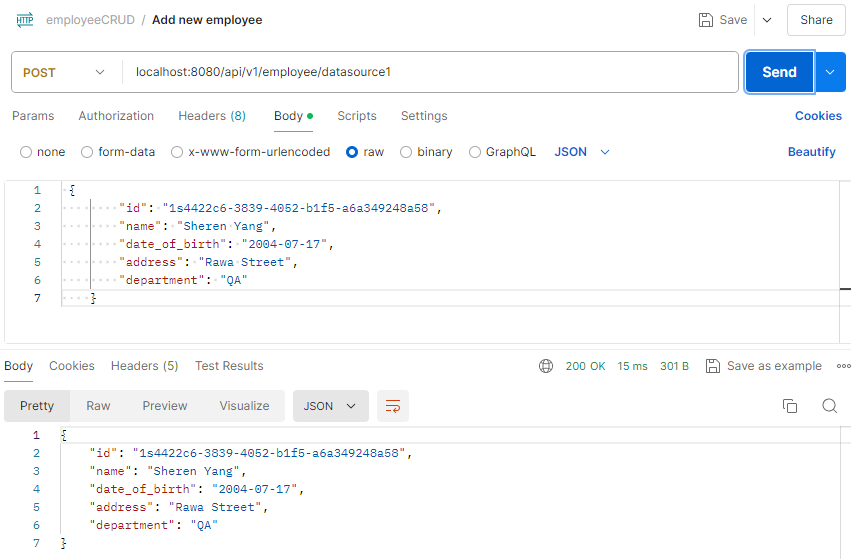 HTTP employeeCRUD / Add new employee Save Share
POST localhost:8080/api/v1/employee/datasource1 Send
Params Authorization Headers (8) Body Scripts Settings Cookies
none form-data x-www-form-urlencoded raw binary GraphQL JSON Beautify
1 {
2 "id": "1s4422c6-3839-4052-b1f5-a6a349248a58",
3 "name": "Sheren Yang",
4 "date_of_birth": "2004-07-17",
5 "address": "Rawa Street",
6 "department": "QA"
7 }
Body Cookies Headers (5) Test Results 200 OK 15 ms 301 B Save as example
Pretty Raw Preview Visualize JSON
1 {
2 "id": "1s4422c6-3839-4052-b1f5-a6a349248a58",
3 "name": "Sheren Yang",
4 "date_of_birth": "2004-07-17",
5 "address": "Rawa Street",
6 "department": "QA"
7 }